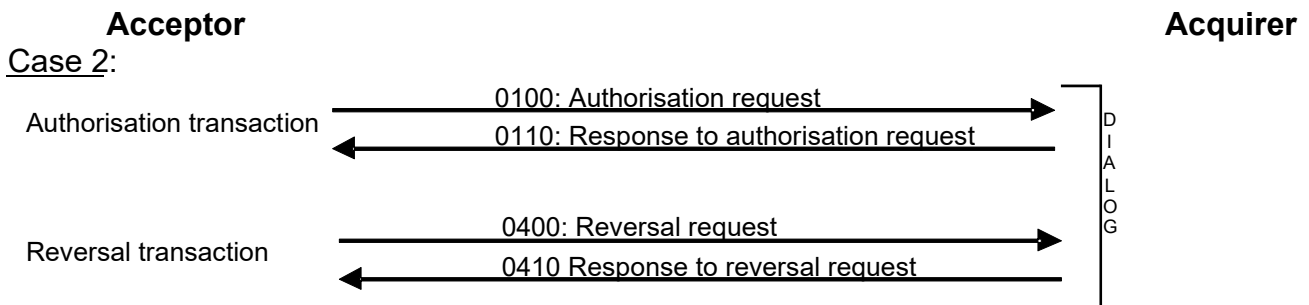 Acceptor Acquirer
Case 2:
0100: Authorisation request
Authorisation transaction
0110: Response to authorisation request
DIALOG
0400: Reversal request
Reversal transaction
0410 Response to reversal request